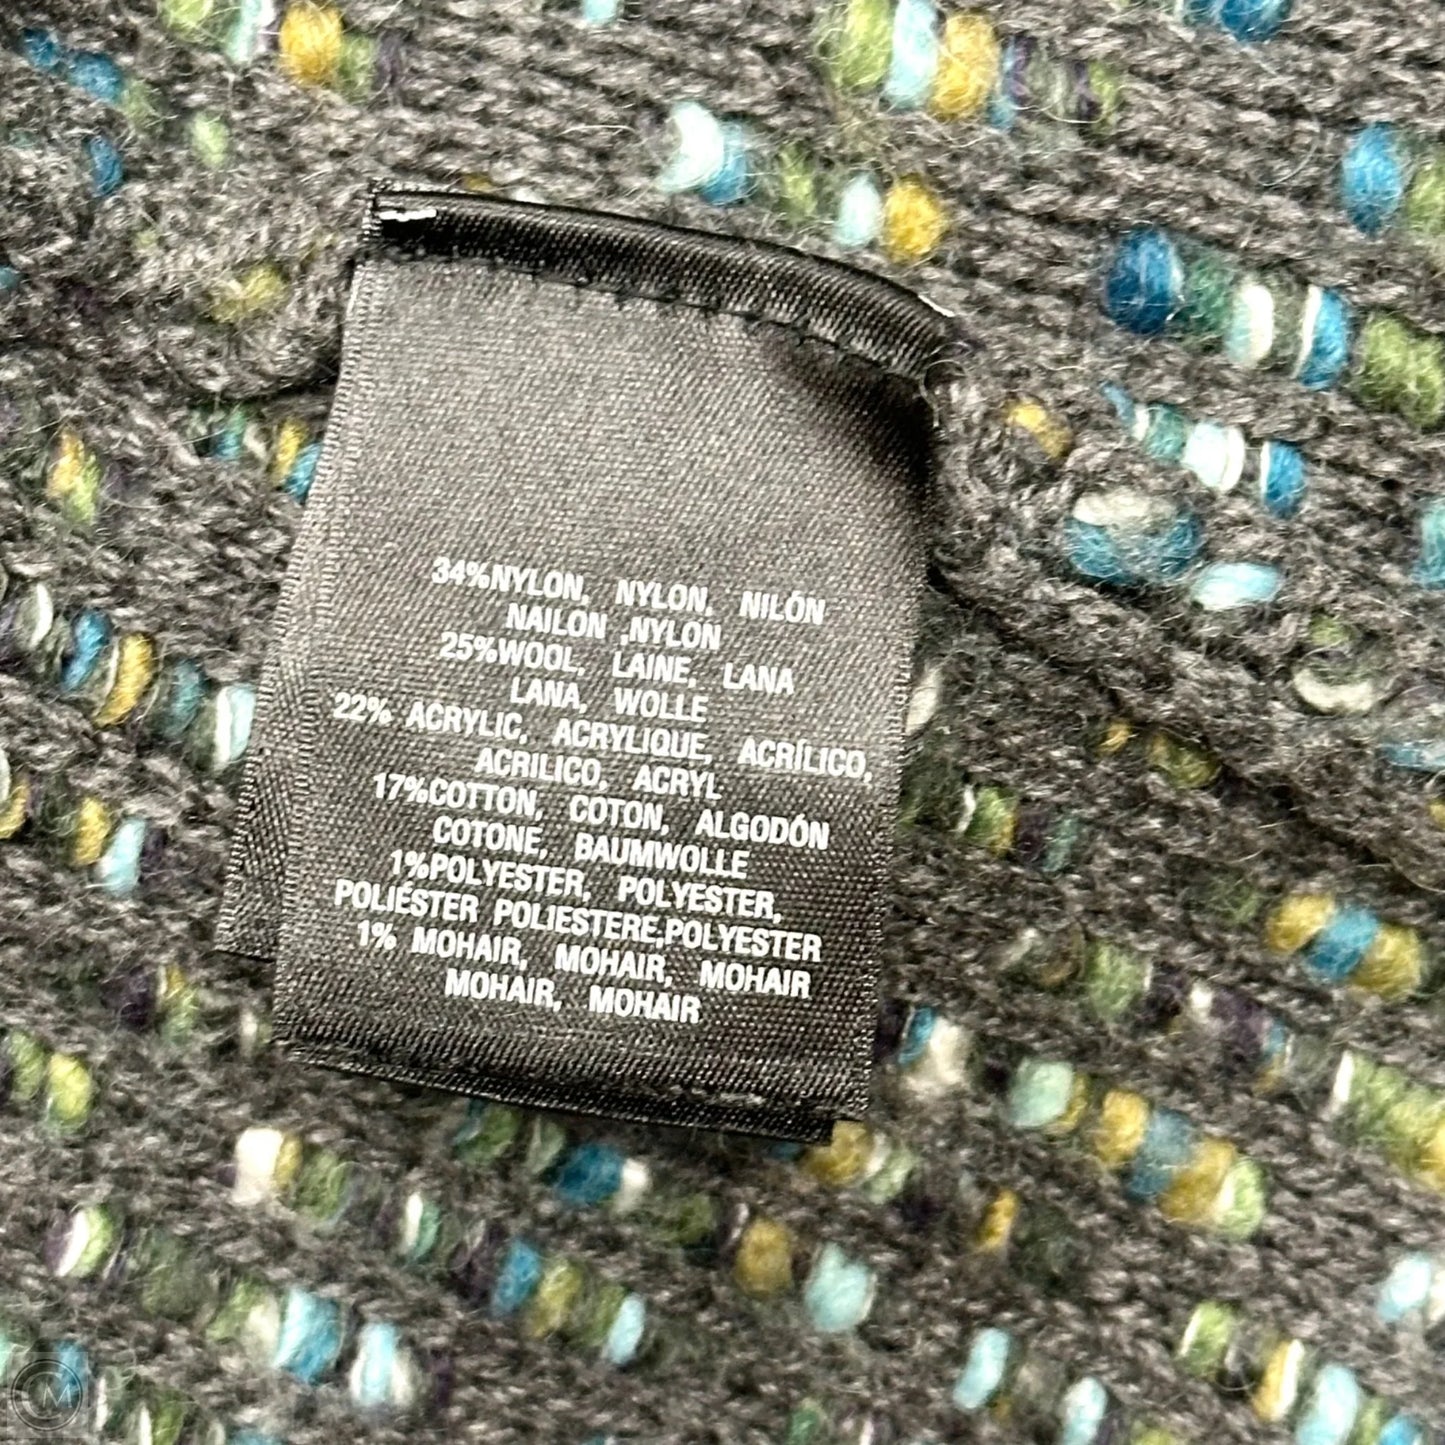 34%NYLON, NYLON, NILÓN
NAILON ,NYLON
25%WOOL, LAINE, LANA
LANA, WOLLE
22% ACRYLIC, ACRYLIQUE, ACRÍLICO,
ACRILICO, ACRYL
17%COTTON, COTON, ALGODÓN
COTONE, BAUMWOLLE
1%POLYESTER, POLYESTER,
POLIÉSTER POLIESTERE,POLYESTER
1% MOHAIR, MOHAIR, MOHAIR
MOHAIR, MOHAIR
CM